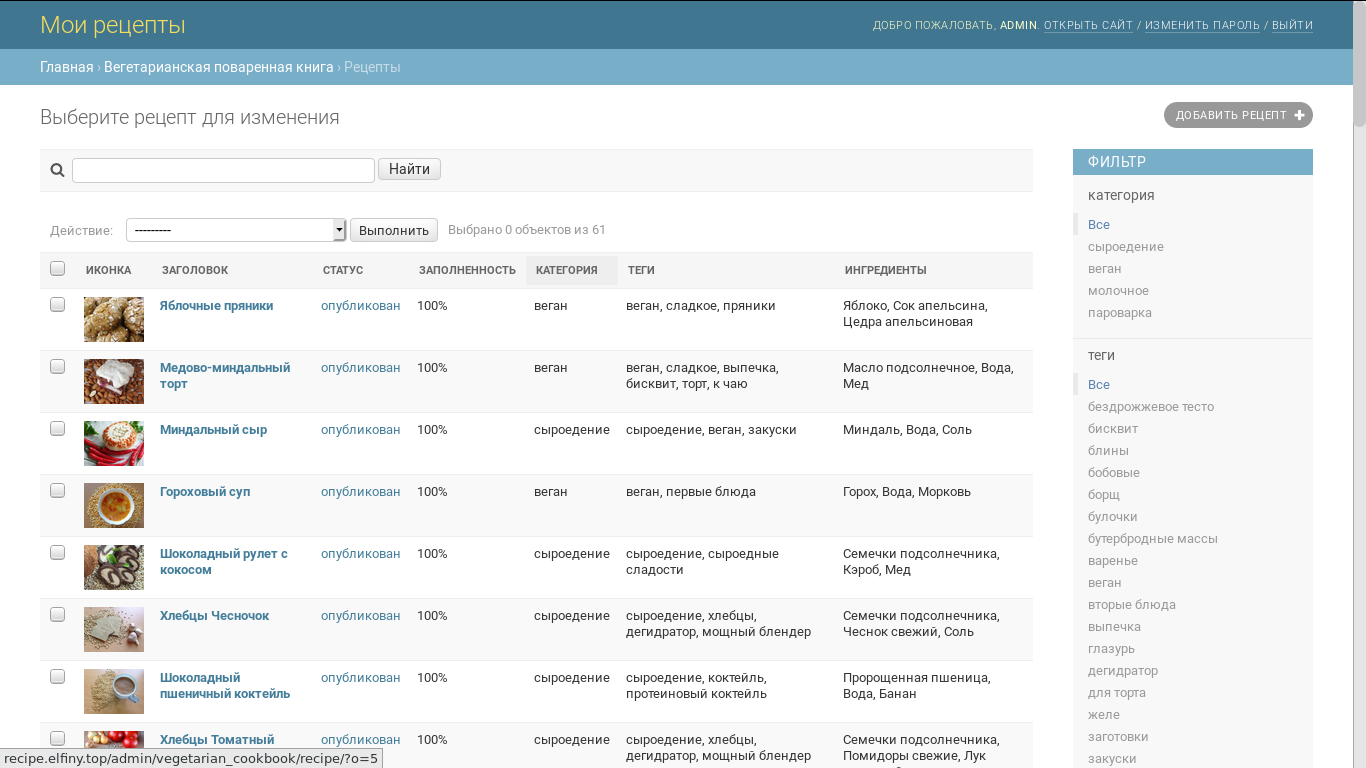 Мои рецепты
ДОБРО ПОЖАЛОВАТЬ, ADMIN. ОТКРЫТЬ САЙТ / ИЗМЕНИТЬ ПАРОЛЬ / ВЫЙТИ
Главная › Вегетарианская поваренная книга › Рецепты
Выберите рецепт для изменения
ДОБАВИТЬ РЕЦЕПТ
Найти
Действие: --------- Выполнить Выбрано 0 объектов из 61
ИКОНКА ЗАГОЛОВОК СТАТУС ЗАПОЛНЕННОСТЬ КАТЕГОРИЯ ТЕГИ ИНГРЕДИЕНТЫ
Яблочные пряники опубликован 100% веган веган, сладкое, пряники Яблоко, Сок апельсина,
Цедра апельсиновая
Медово-миндальный опубликован 100% веган веган, сладкое, выпечка, Масло подсолнечное, Вода,
торт бисквит, торт, к чаю Мед
Миндальный сыр опубликован 100% сыроедение сыроедение, веган, закуски Миндаль, Вода, Соль
Гороховый суп опубликован 100% веган веган, первые блюда Горох, Вода, Морковь
Шоколадный рулет с опубликован 100% сыроедение сыроедение, сыроедные Семечки подсолнечника,
кокосом сладости Кэроб, Мед
Хлебцы Чесночок опубликован 100% сыроедение сыроедение, хлебцы, Семечки подсолнечника,
дегидратор, мощный блендер Чеснок свежий, Соль
Шоколадный опубликован 100% сыроедение сыроедение, коктейль, Пророщенная пшеница,
пшеничный коктейль протеиновый коктейль Вода, Банан
Хлебцы Томатный опубликован 100% сыроедение сыроедение, хлебцы, Семечки подсолнечника,
дегидратор, мощный блендер Помидоры свежие, Лук
ФИЛЬТР
категория
Все
сыроедение
веган
молочное
пароварка
теги
Все
бездрожжевое тесто
бисквит
блины
бобовые
борщ
булочки
бутербродные массы
варенье
веган
вторые блюда
выпечка
глазурь
дегидратор
для торта
желе
заготовки
закуски
recipe.elfiny.top/admin/vegetarian_cookbook/recipe/?o=5